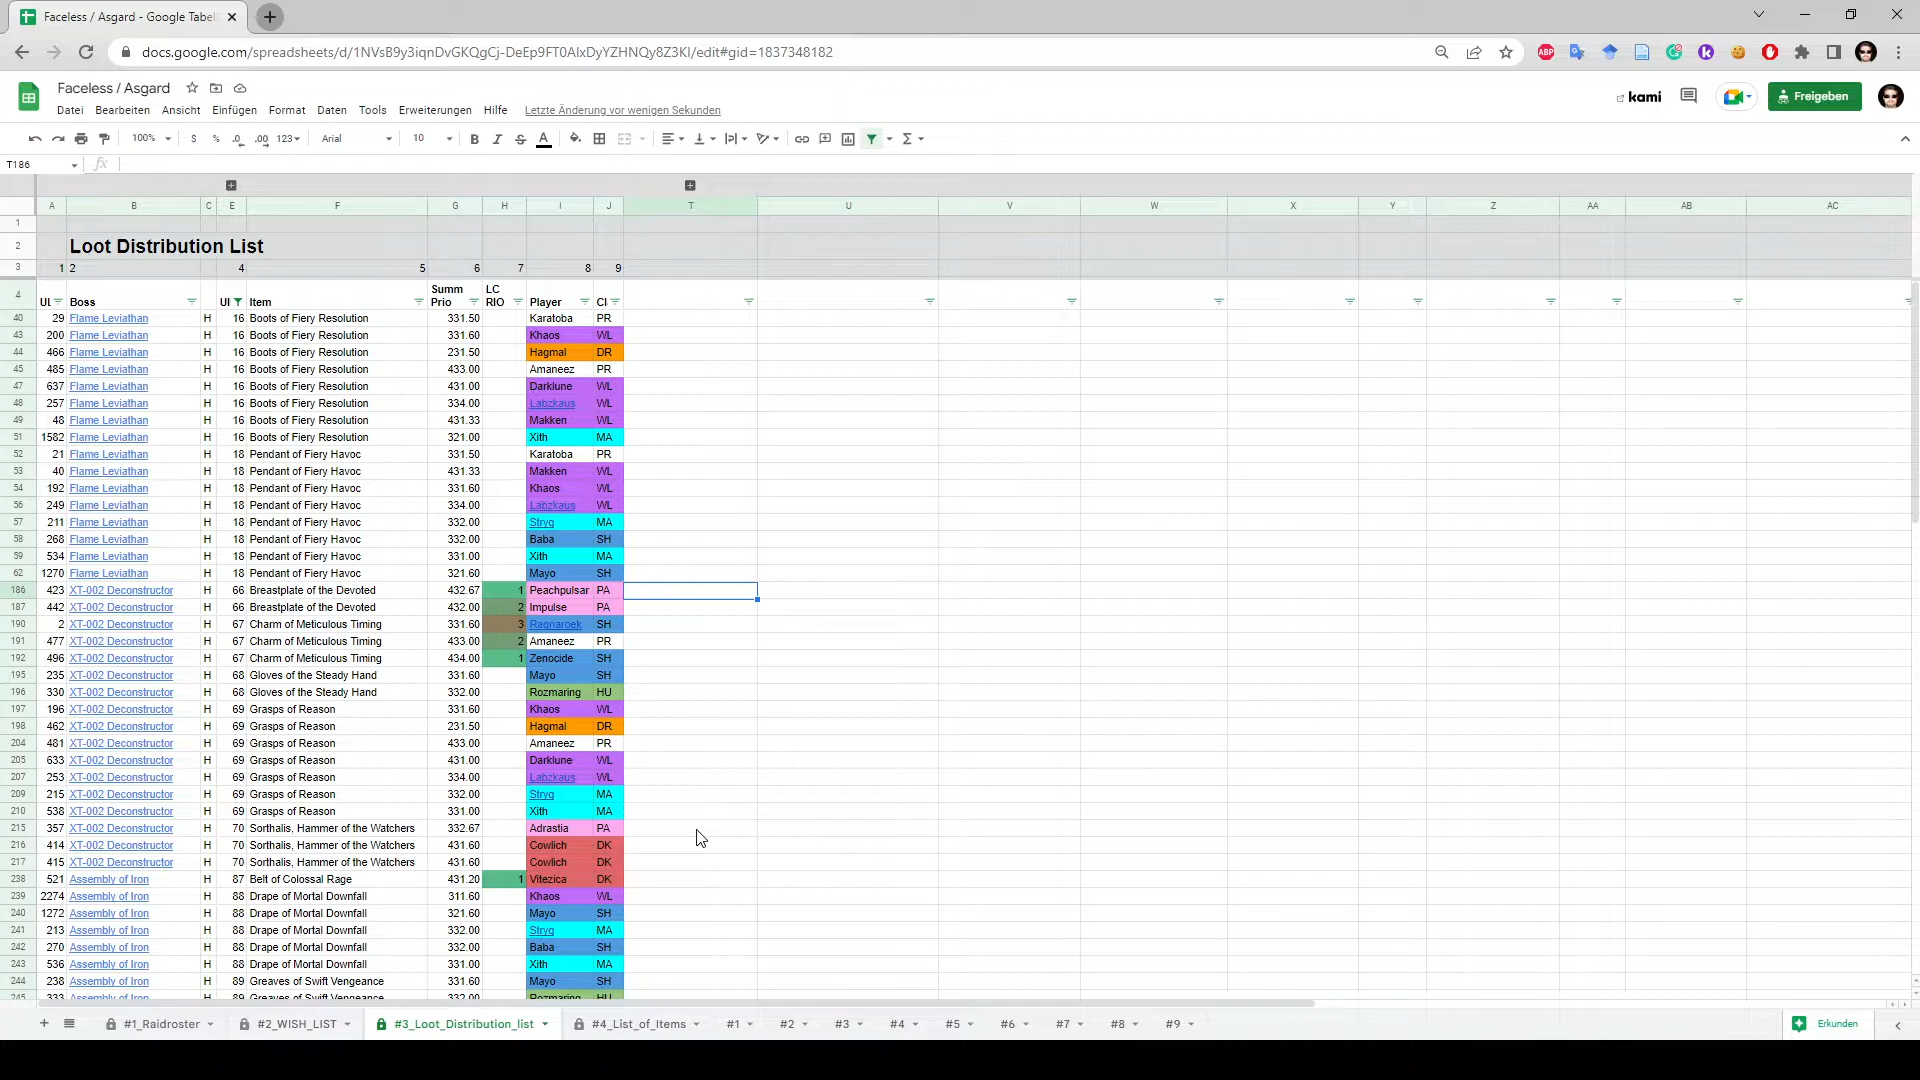 Faceless / Asgard - Google Tabel
docs.google.com/spreadsheets/d/1NVsB9y3iqnDvGKQgCj-DeEp9FT0AlxDyYZHNQy8Z3KI/edit#gid=1837348182
Faceless / Asgard
kami
Freigeben
Datei Bearbeiten Ansicht Einfügen Format Daten Tools Erweiterungen Hilfe Letzte Änderung vor wenigen Sekunden
100% $ % .0 .00 123 Arial 10 B I S A
T186 fx
A B C E F G H I J T U V W X Y Z AA AB AC
1
2 Loot Distribution List
3 1 2 4 5 6 7 8 9
4 UI Boss UI Item Summ Prio LC RIO Player Cl
40 29 Flame Leviathan H 16 Boots of Fiery Resolution 331.50 Karatoba PR
43 200 Flame Leviathan H 16 Boots of Fiery Resolution 331.60 Khaos WL
44 466 Flame Leviathan H 16 Boots of Fiery Resolution 231.50 Hagmal DR
45 485 Flame Leviathan H 16 Boots of Fiery Resolution 433.00 Amaneez PR
47 637 Flame Leviathan H 16 Boots of Fiery Resolution 431.00 Darklune WL
48 257 Flame Leviathan H 16 Boots of Fiery Resolution 334.00 Labzkaus WL
49 48 Flame Leviathan H 16 Boots of Fiery Resolution 431.33 Makken WL
51 1582 Flame Leviathan H 16 Boots of Fiery Resolution 321.00 Xith MA
52 21 Flame Leviathan H 18 Pendant of Fiery Havoc 331.50 Karatoba PR
53 40 Flame Leviathan H 18 Pendant of Fiery Havoc 431.33 Makken WL
54 192 Flame Leviathan H 18 Pendant of Fiery Havoc 331.60 Khaos WL
56 249 Flame Leviathan H 18 Pendant of Fiery Havoc 334.00 Labzkaus WL
57 211 Flame Leviathan H 18 Pendant of Fiery Havoc 332.00 Stryg MA
58 268 Flame Leviathan H 18 Pendant of Fiery Havoc 332.00 Baba SH
59 534 Flame Leviathan H 18 Pendant of Fiery Havoc 331.00 Xith MA
62 1270 Flame Leviathan H 18 Pendant of Fiery Havoc 321.60 Mayo SH
186 423 XT-002 Deconstructor H 66 Breastplate of the Devoted 432.67 1 Peachpulsar PA
187 442 XT-002 Deconstructor H 66 Breastplate of the Devoted 432.00 2 Impulse PA
190 2 XT-002 Deconstructor H 67 Charm of Meticulous Timing 331.60 3 Ragnaroek SH
191 477 XT-002 Deconstructor H 67 Charm of Meticulous Timing 433.00 2 Amaneez PR
192 496 XT-002 Deconstructor H 67 Charm of Meticulous Timing 434.00 1 Zenocide SH
195 235 XT-002 Deconstructor H 68 Gloves of the Steady Hand 331.60 Mayo SH
196 330 XT-002 Deconstructor H 68 Gloves of the Steady Hand 332.00 Rozmaring HU
197 196 XT-002 Deconstructor H 69 Grasps of Reason 331.60 Khaos WL
198 462 XT-002 Deconstructor H 69 Grasps of Reason 231.50 Hagmal DR
204 481 XT-002 Deconstructor H 69 Grasps of Reason 433.00 Amaneez PR
205 633 XT-002 Deconstructor H 69 Grasps of Reason 431.00 Darklune WL
207 253 XT-002 Deconstructor H 69 Grasps of Reason 334.00 Labzkaus WL
209 215 XT-002 Deconstructor H 69 Grasps of Reason 332.00 Stryg MA
210 538 XT-002 Deconstructor H 69 Grasps of Reason 331.00 Xith MA
215 357 XT-002 Deconstructor H 70 Sorthalis, Hammer of the Watchers 332.67 Adrastia PA
216 414 XT-002 Deconstructor H 70 Sorthalis, Hammer of the Watchers 431.60 Cowlich DK
217 415 XT-002 Deconstructor H 70 Sorthalis, Hammer of the Watchers 431.60 Cowlich DK
238 521 Assembly of Iron H 87 Belt of Colossal Rage 431.20 1 Vitezica DK
239 2274 Assembly of Iron H 88 Drape of Mortal Downfall 311.60 Khaos WL
240 1272 Assembly of Iron H 88 Drape of Mortal Downfall 321.60 Mayo SH
241 213 Assembly of Iron H 88 Drape of Mortal Downfall 332.00 Stryg MA
242 270 Assembly of Iron H 88 Drape of Mortal Downfall 332.00 Baba SH
243 536 Assembly of Iron H 88 Drape of Mortal Downfall 331.00 Xith MA
244 238 Assembly of Iron H 89 Greaves of Swift Vengeance 331.60 Mayo SH
245 333 Assembly of Iron H 89 Greaves of Swift Vengeance 332.00 Rozmaring HU
#1_Raidroster #2_WISH_LIST #3_Loot_Distribution_list #4_List_of_Items #1 #2 #3 #4 #5 #6 #7 #8 #9 Erkunden